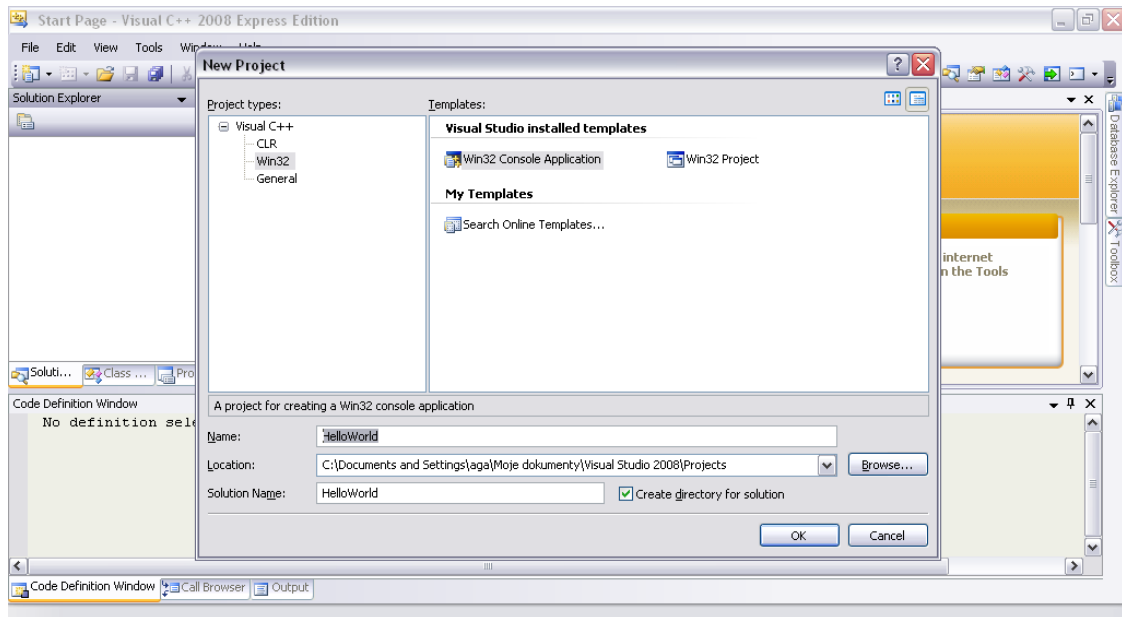 Start Page - Visual C++ 2008 Express Edition
File Edit View Tools
New Project
Solution Explorer
Project types:
Templates:
Visual C++
CLR
Win32
General
Visual Studio installed templates
Win32 Console Application
Win32 Project
My Templates
Search Online Templates...
internet
n the Tools
Database Explorer
Toolbox
Soluti...
Class ...
Pro
Code Definition Window
No definition sele
A project for creating a Win32 console application
Name:
HelloWorld
Location:
C:\Documents and Settings\aga\Moje dokumenty\Visual Studio 2008\Projects
Browse...
Solution Name:
HelloWorld
Create directory for solution
OK
Cancel
Code Definition Window
Call Browser
Output